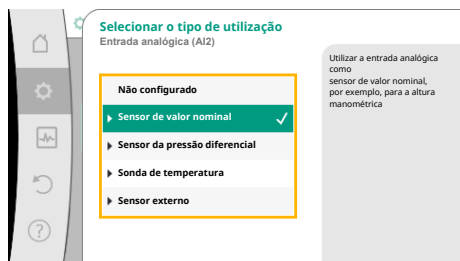 Selecionar o tipo de utilização
Entrada analógica (AI2)
Não configurado
Sensor de valor nominal
Sensor da pressão diferencial
Sonda de temperatura
Sensor externo
Utilizar a entrada analógica
como
sensor de valor nominal,
por exemplo, para a altura
manométrica